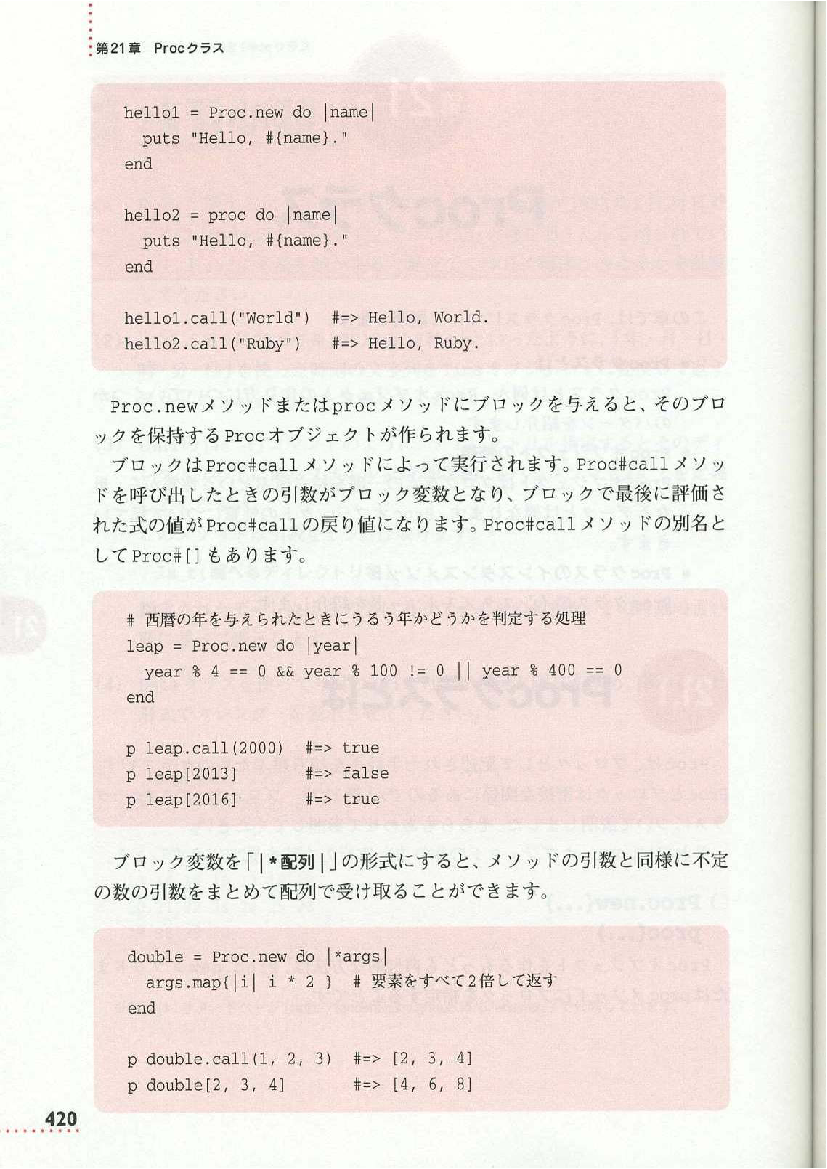 第21章 Procクラス
hello1 = Proc.new do |name|
  puts "Hello, #{name}."
end
hello2 = proc do |name|
  puts "Hello, #{name}."
end
hello1.call("World")  #=> Hello, World.
hello2.call("Ruby")   #=> Hello, Ruby.
Proc.newメソッドまたはprocメソッドにブロックを与えると、そのブロ
ックを保持するProcオブジェクトが作られます。
ブロックはProc#callメソッドによって実行されます。Proc#callメソッ
ドを呼び出したときの引数がブロック変数となり、ブロックで最後に評価さ
れた式の値がProc#callの戻り値になります。Proc#callメソッドの別名と
してProc#[]もあります。
# 西暦の年を与えられたときにうるう年かどうかを判定する処理
leap = Proc.new do |year|
  year % 4 == 0 && year % 100 != 0 || year % 400 == 0
end
p leap.call(2000)  #=> true
p leap[2013]       #=> false
p leap[2016]       #=> true
ブロック変数を「|*配列|」の形式にすると、メソッドの引数と同様に不定
の数の引数をまとめて配列で受け取ることができます。
double = Proc.new do |*args|
  args.map{|i| i * 2 }  # 要素をすべて2倍して返す
end
p double.call(1, 2, 3)  #=> [2, 3, 4]
p double[2, 3, 4]       #=> [4, 6, 8]
420